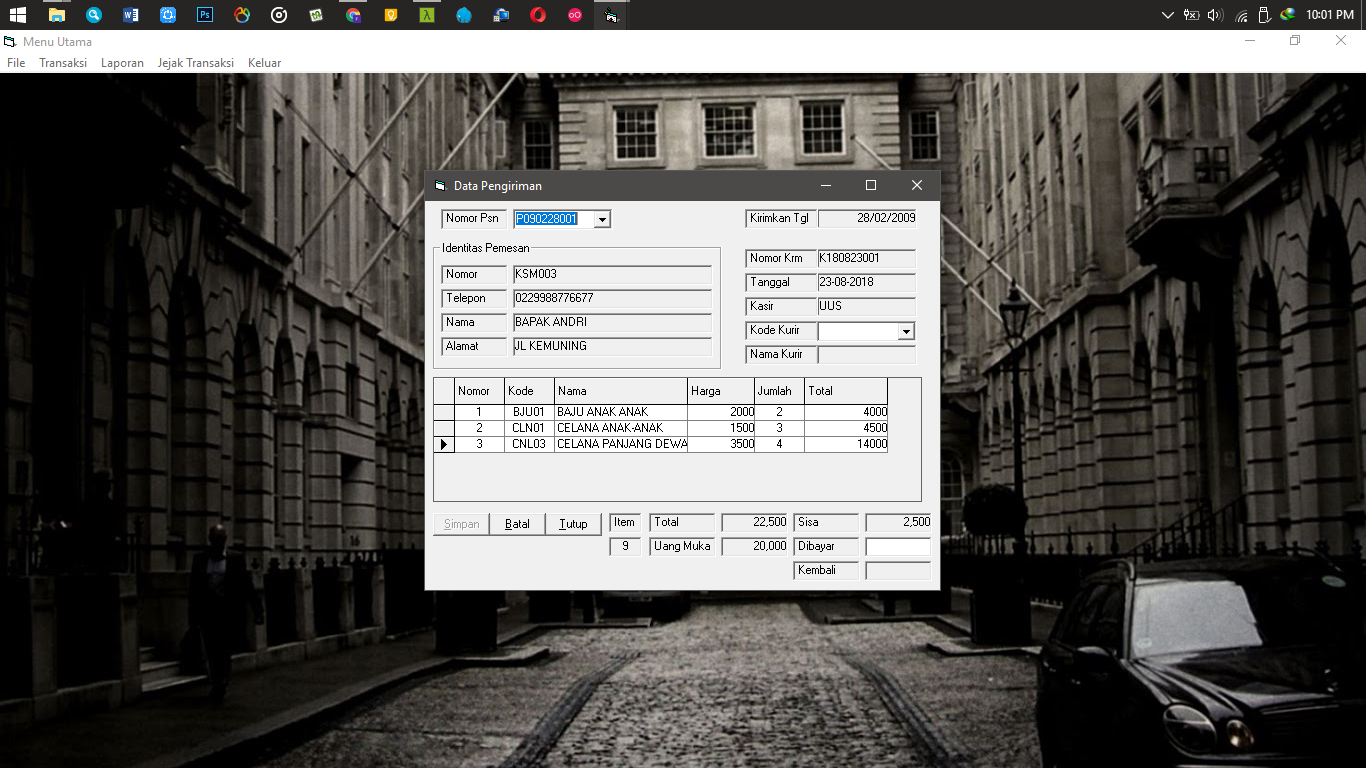 10:01 PM
Menu Utama
File Transaksi Laporan Jejak Transaksi Keluar
Data Pengiriman
Nomor Psn P090228001 Kirimkan Tgl 28/02/2009
Identitas Pemesan
Nomor KSM003
Telepon 0229988776677
Nama BAPAK ANDRI
Alamat JL KEMUNING
Nomor Krm K180823001
Tanggal 23-08-2018
Kasir UUS
Kode Kurir
Nama Kurir
Nomor Kode Nama Harga Jumlah Total
1 BJU01 BAJU ANAK ANAK 2000 2 4000
2 CLN01 CELANA ANAK-ANAK 1500 3 4500
3 CNL03 CELANA PANJANG DEWA 3500 4 14000
Simpan Batal Tutup Item Total 22,500 Sisa 2,500
9 Uang Muka 20,000 Dibayar
Kembali
16